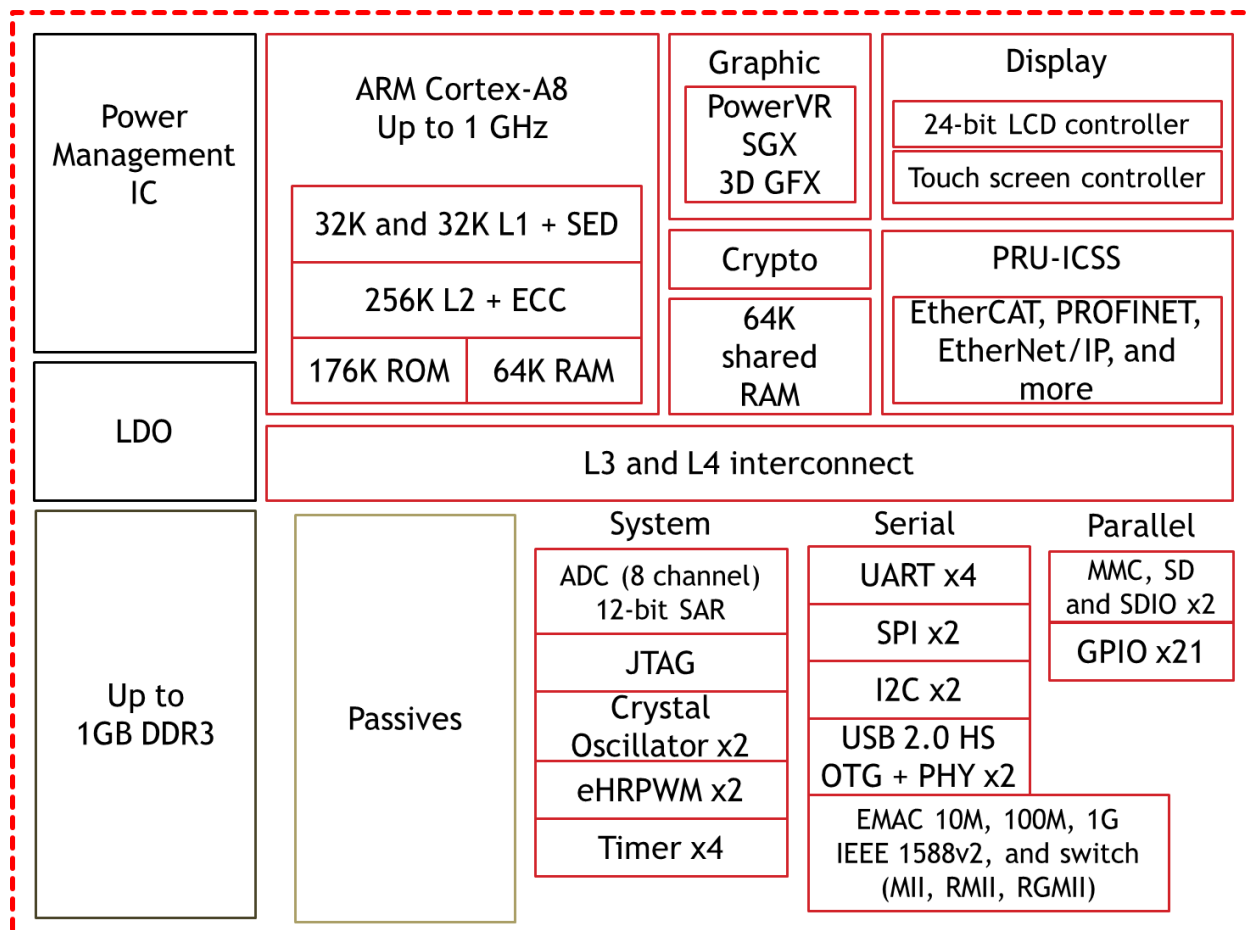 Power
Management
IC
LDO
Up to
1GB DDR3
ARM Cortex-A8
Up to 1 GHz
32K and 32K L1 + SED
256K L2 + ECC
176K ROM
64K RAM
Graphic
PowerVR
SGX
3D GFX
Crypto
64K
shared
RAM
Display
24-bit LCD controller
Touch screen controller
PRU-ICSS
EtherCAT, PROFINET,
EtherNet/IP, and
more
L3 and L4 interconnect
Passives
System
ADC (8 channel)
12-bit SAR
JTAG
Crystal
Oscillator x2
eHRPWM x2
Timer x4
Serial
UART x4
SPI x2
I2C x2
USB 2.0 HS
OTG + PHY x2
EMAC 10M, 100M, 1G
IEEE 1588v2, and switch
(MII, RMII, RGMII)
Parallel
MMC, SD
and SDIO x2
GPIO x21